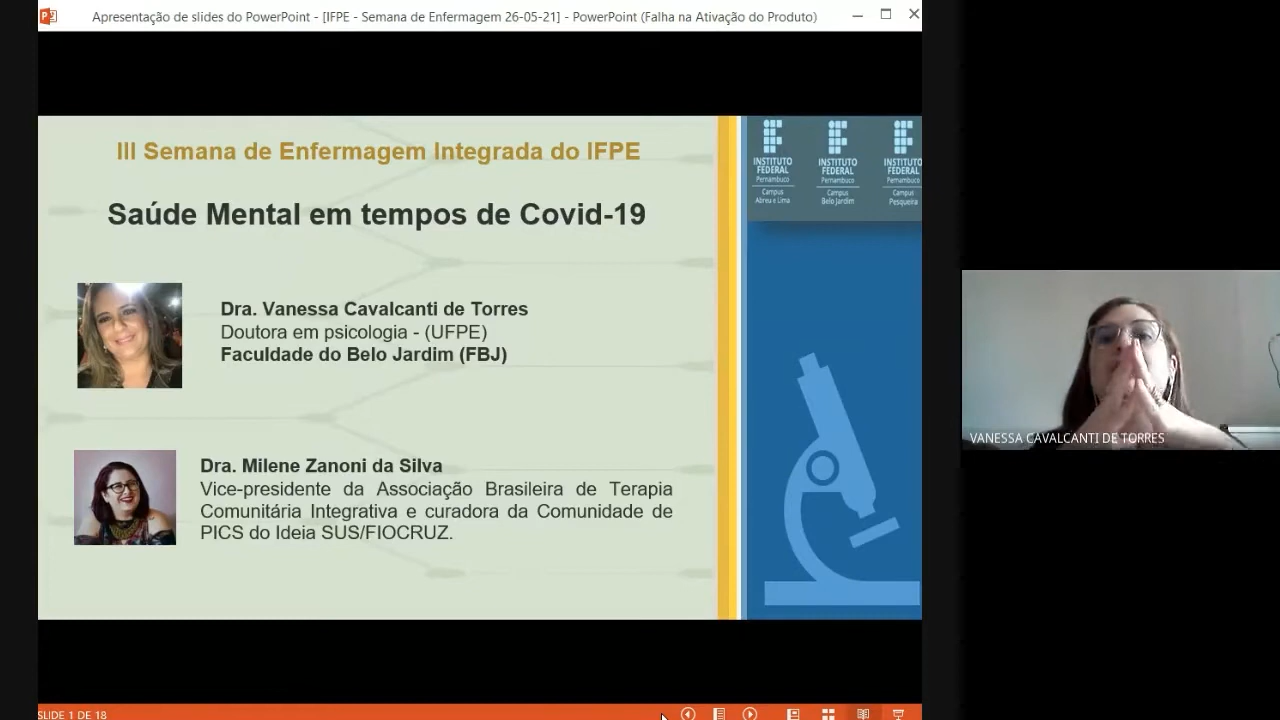 Apresentação de slides do PowerPoint - [IFPE - Semana de Enfermagem 26-05-21] - PowerPoint (Falha na Ativação do Produto)
III Semana de Enfermagem Integrada do IFPE
Saúde Mental em tempos de Covid-19
Dra. Vanessa Cavalcanti de Torres
Doutora em psicologia - (UFPE)
Faculdade do Belo Jardim (FBJ)
Dra. Milene Zanoni da Silva
Vice-presidente da Associação Brasileira de Terapia
Comunitária Integrativa e curadora da Comunidade de
PICS do Ideia SUS/FIOCRUZ.
INSTITUTO
FEDERAL
Pernambuco
Campus
Abreu e Lima
INSTITUTO
FEDERAL
Pernambuco
Campus
Belo Jardim
INSTITUTO
FEDERAL
Pernambuco
Campus
Pesqueira
VANESSA CAVALCANTI DE TORRES
SLIDE 1 DE 18